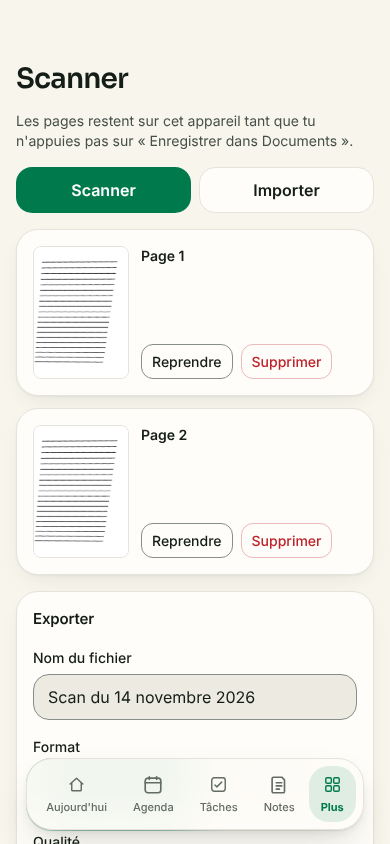 Scanner
Les pages restent sur cet appareil tant que tu
n'appuies pas sur « Enregistrer dans Documents ».
Scanner
Importer
Page 1
Reprendre
Supprimer
Page 2
Reprendre
Supprimer
Exporter
Nom du fichier
Scan du 14 novembre 2026
Format
Aujourd'hui
Agenda
Tâches
Notes
Plus
Qualité